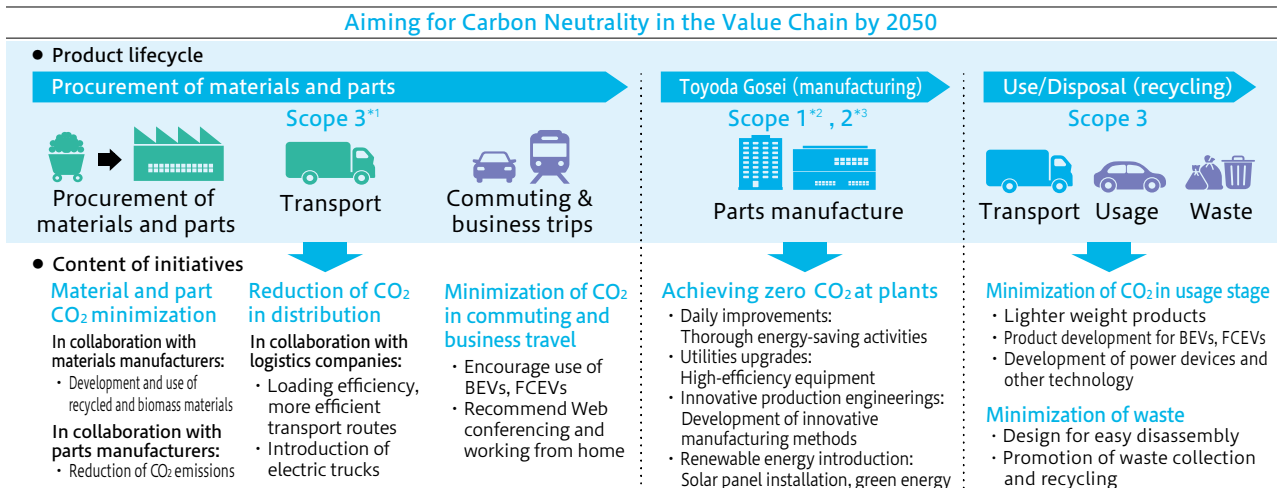 Aiming for Carbon Neutrality in the Value Chain by 2050
● Product lifecycle
Procurement of materials and parts
Toyoda Gosei (manufacturing)
Use/Disposal (recycling)
Scope 3*1
Scope 1*2 , 2*3
Scope 3
Procurement of
materials and parts
Transport
Commuting &
business trips
Parts manufacture
Transport
Usage
Waste
● Content of initiatives
Material and part
CO2 minimization
In collaboration with
materials manufacturers:
・Development and use of
recycled and biomass materials
In collaboration with
parts manufacturers:
・Reduction of CO2 emissions
Reduction of CO2
in distribution
In collaboration with
logistics companies:
・Loading efficiency,
more efficient
transport routes
・Introduction of
electric trucks
Minimization of CO2
in commuting and
business travel
・Encourage use of
BEVs, FCEVs
・Recommend Web
conferencing and
working from home
Achieving zero CO2 at plants
・Daily improvements:
Thorough energy-saving activities
・Utilities upgrades:
High-efficiency equipment
・Innovative production engineerings:
Development of innovative
manufacturing methods
・Renewable energy introduction:
Solar panel installation, green energy
Minimization of CO2 in usage stage
・Lighter weight products
・Product development for BEVs, FCEVs
・Development of power devices and
other technology
Minimization of waste
・Design for easy disassembly
・Promotion of waste collection
and recycling